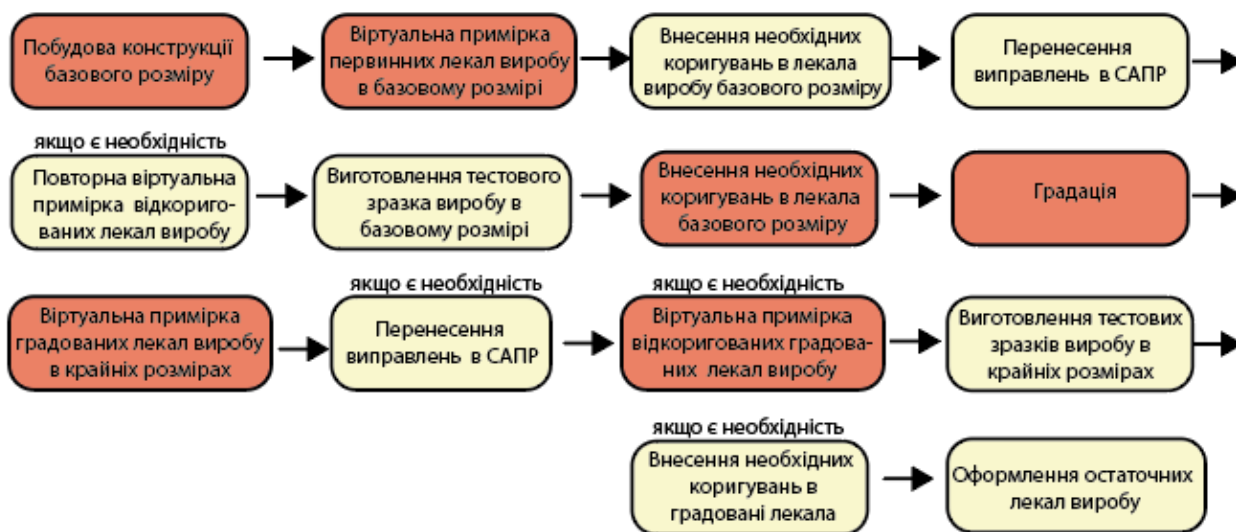 Побудова конструкції
базового розміру
Віртуальна примірка
первинних лекал виробу
в базовому розмірі
Внесення необхідних
коригувань в лекала
виробу базового розміру
Перенесення
виправлень в САПР
якщо є необхідність
Повторна віртуальна
примірка відкориго-
ваних лекал виробу
Виготовлення тестового
зразка виробу в
базовому розмірі
Внесення необхідних
коригувань в лекала
базового розміру
Градація
Віртуальна примірка
градованих лекал виробу
в крайніх розмірах
якщо є необхідність
Перенесення
виправлень в САПР
якщо є необхідність
Віртуальна примірка
відкоригованих градова-
них лекал виробу
Виготовлення тестових
зразків виробу в
крайніх розмірах
якщо є необхідність
Внесення необхідних
коригувань в
градовані лекала
Оформлення остаточних
лекал виробу